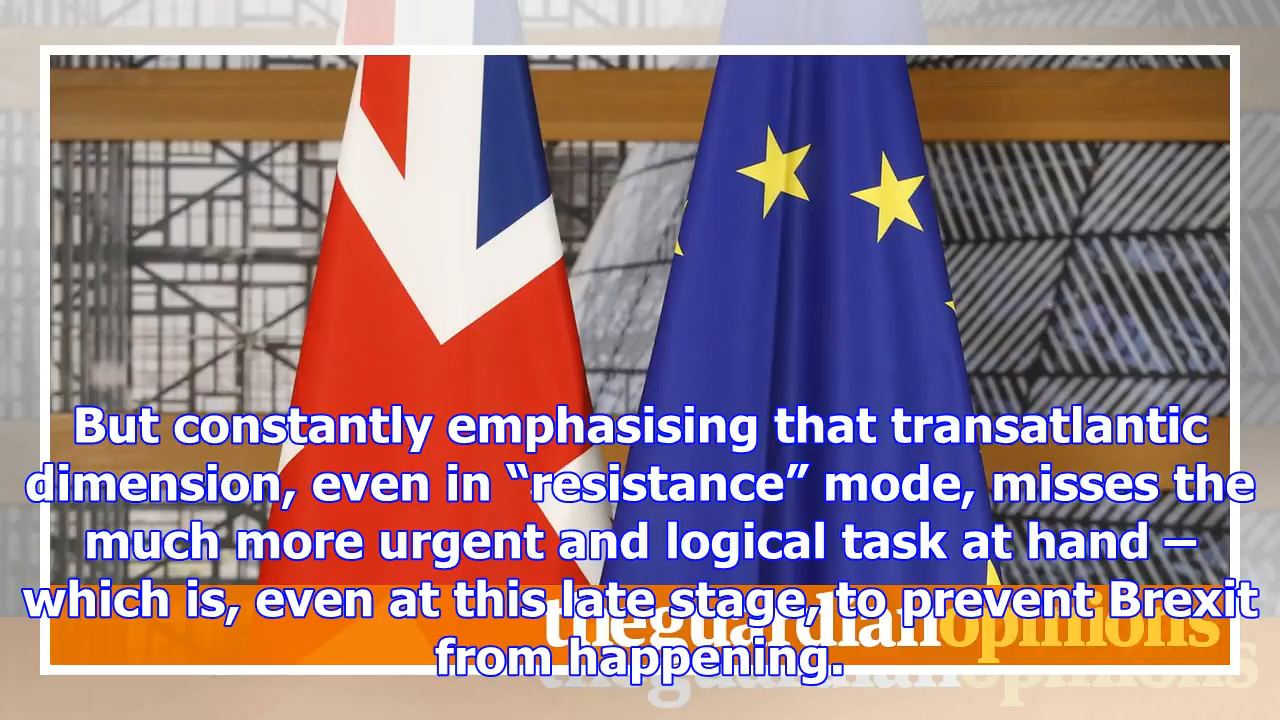 But constantly emphasising that transatlantic
dimension, even in “resistance” mode, misses the
much more urgent and logical task at hand –
which is, even at this late stage, to prevent Brexit
from happening.
theguardianopinions